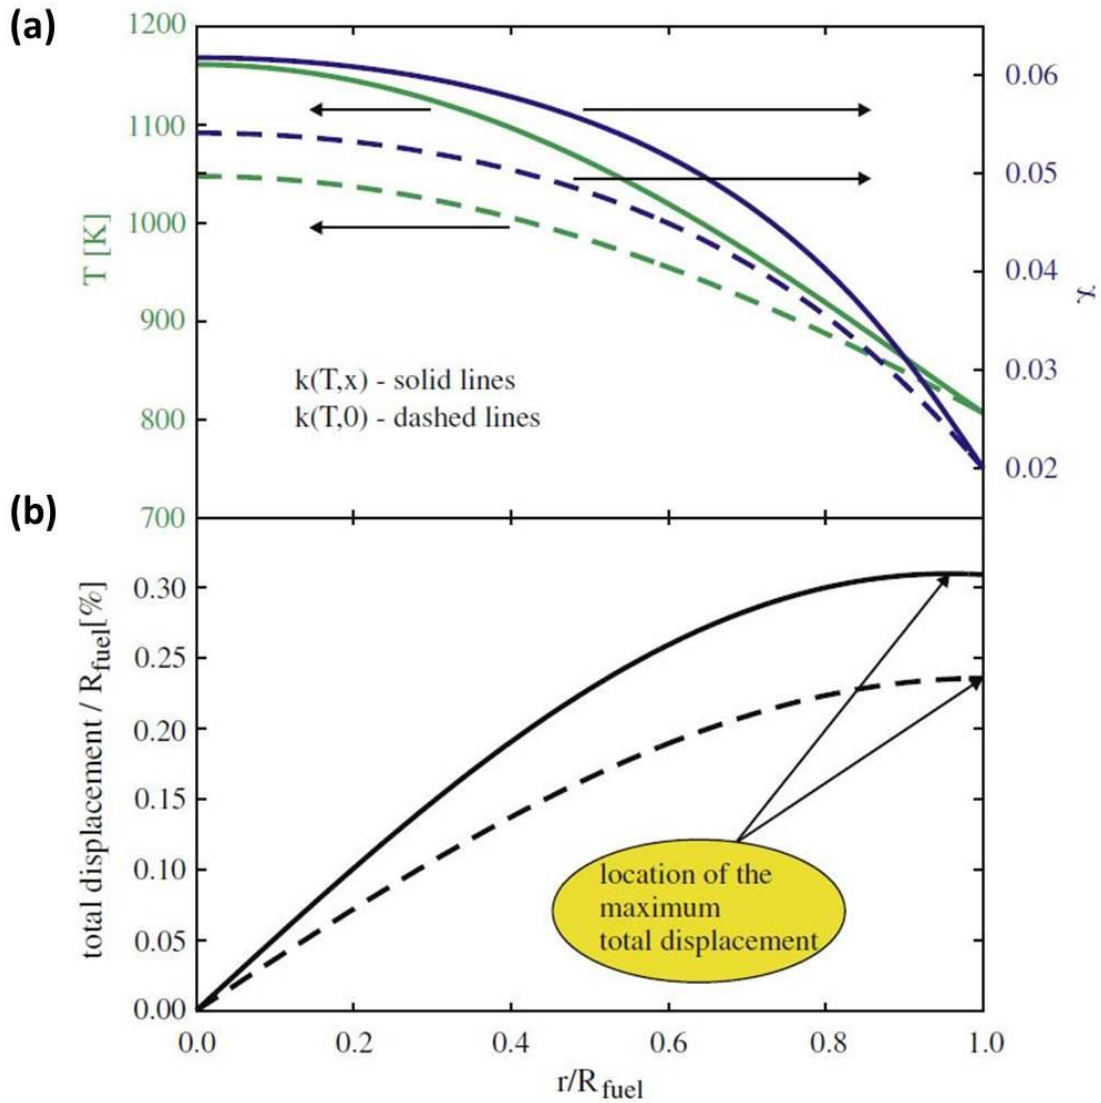 (a)
1200
1100
1000
900
800
700
T [K]
0.06
0.05
0.04
0.03
0.02
χ
k(T,x) - solid lines
k(T,0) - dashed lines
(b)
0.30
0.25
0.20
0.15
0.10
0.05
0.00
total displacement / Rfuel[%]
location of the
maximum
total displacement
0.0
0.2
0.4
0.6
0.8
1.0
r/Rfuel